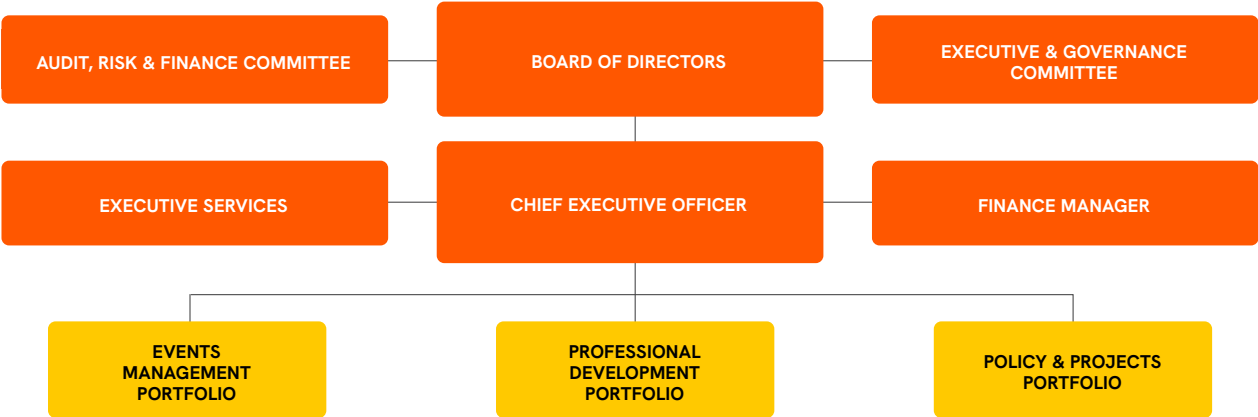 AUDIT, RISK & FINANCE COMMITTEE
BOARD OF DIRECTORS
EXECUTIVE & GOVERNANCE
COMMITTEE
EXECUTIVE SERVICES
CHIEF EXECUTIVE OFFICER
FINANCE MANAGER
EVENTS
MANAGEMENT
PORTFOLIO
PROFESSIONAL
DEVELOPMENT
PORTFOLIO
POLICY & PROJECTS
PORTFOLIO